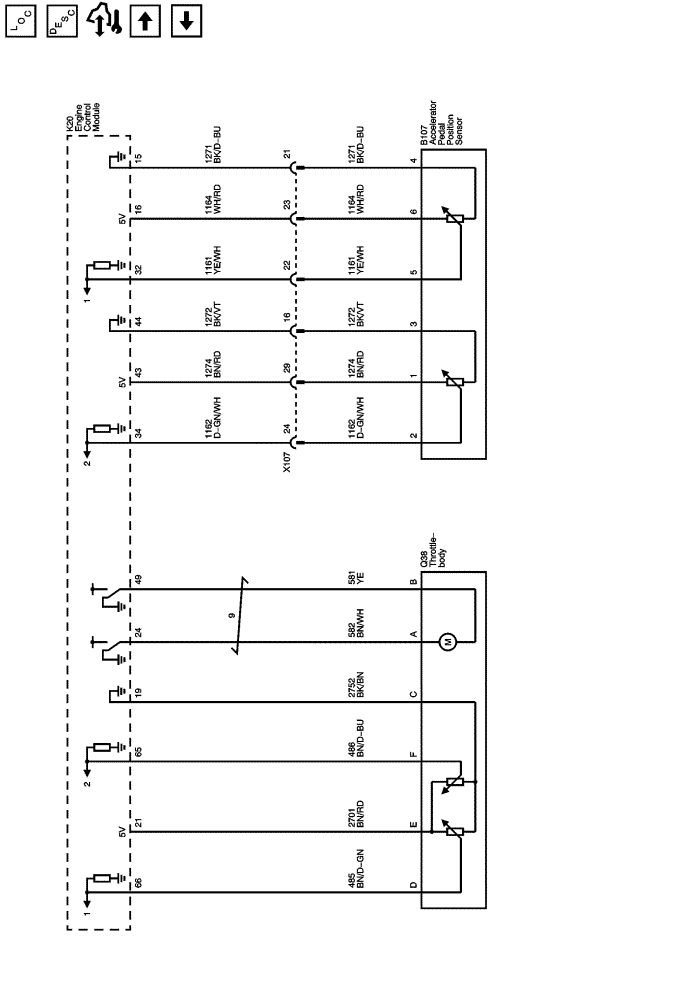 LOC
DESC
K20
Engine
Control
Module
B107
Accelerator
Pedal
Position
Sensor
15
1271
BK/D–BU
21
1271
BK/D–BU
4
5V
16
1164
WH/RD
23
1164
WH/RD
6
1
32
1161
YE/WH
22
1161
YE/WH
5
44
1272
BK/VT
16
1272
BK/VT
3
5V
43
1274
BN/RD
29
1274
BN/RD
1
2
34
1162
D–GN/WH
24
X107
1162
D–GN/WH
2
Q38
Throttle–
body
49
581
YE
B
9
24
582
BN/WH
A
M
19
2752
BK/BN
C
2
65
486
BN/D–BU
F
5V
21
2701
BN/RD
E
1
66
485
BN/D–GN
D